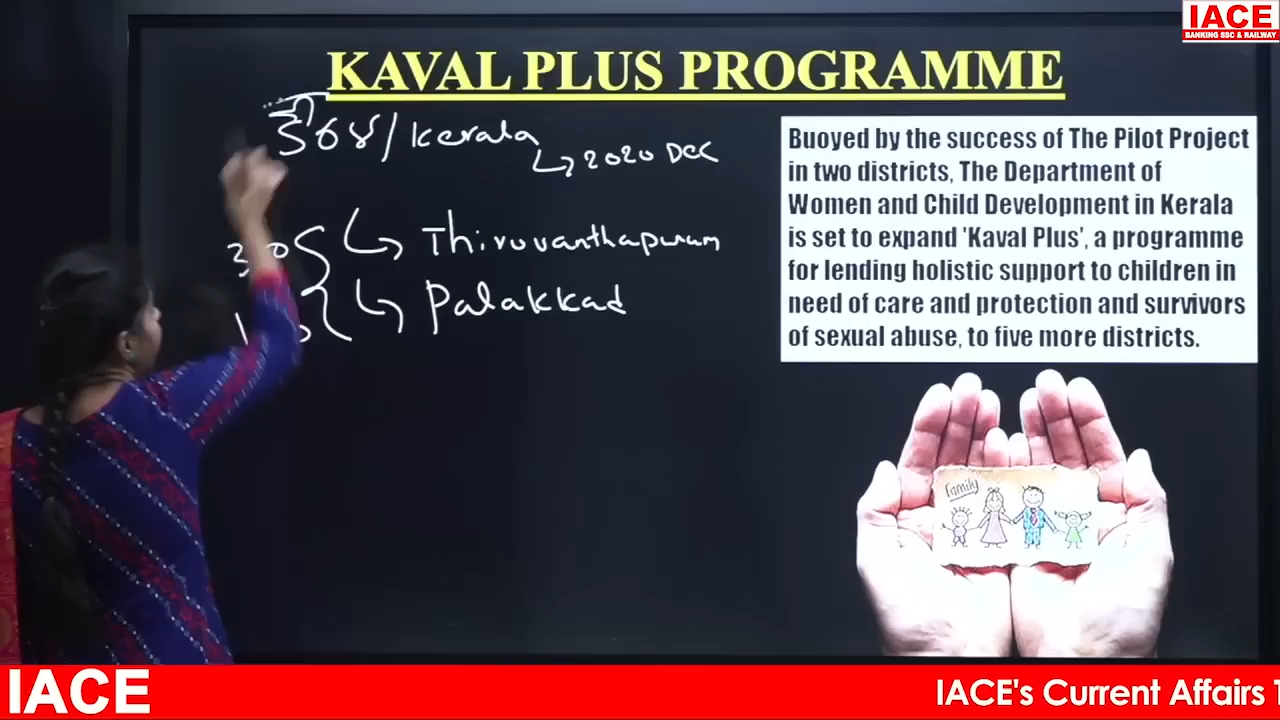 IACE
BANKING SSC & RAILWAY
KAVAL PLUS PROGRAMME
కేరళ / Kerala
2020 Dec
Thiruvanthapuram
Palakkad
Buoyed by the success of The Pilot Project
in two districts, The Department of
Women and Child Development in Kerala
is set to expand 'Kaval Plus', a programme
for lending holistic support to children in
need of care and protection and survivors
of sexual abuse, to five more districts.
Family
IACE
IACE's Current Affairs